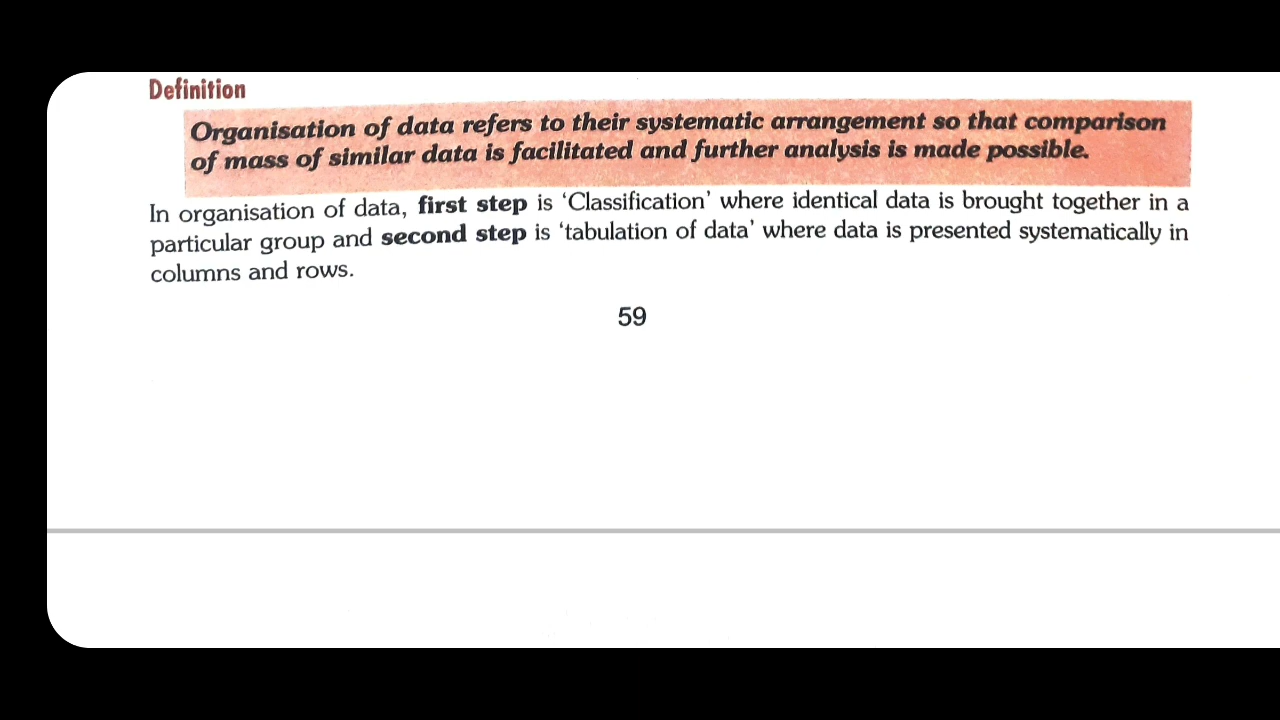 Definition
Organisation of data refers to their systematic arrangement so that comparison
of mass of similar data is facilitated and further analysis is made possible.
In organisation of data, first step is ‘Classification’ where identical data is brought together in a
particular group and second step is ‘tabulation of data’ where data is presented systematically in
columns and rows.
59